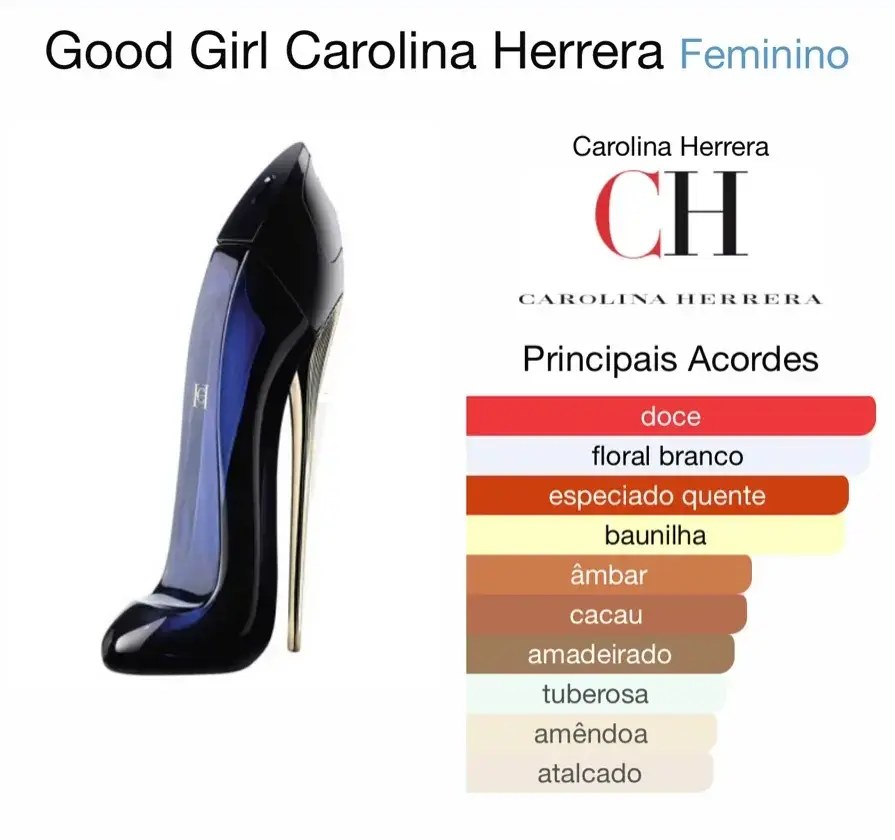 Good Girl Carolina Herrera Feminino
Carolina Herrera
CH
CAROLINA HERRERA
Principais Acordes
doce
floral branco
especiado quente
baunilha
âmbar
cacau
amadeirado
tuberosa
amêndoa
atalcado